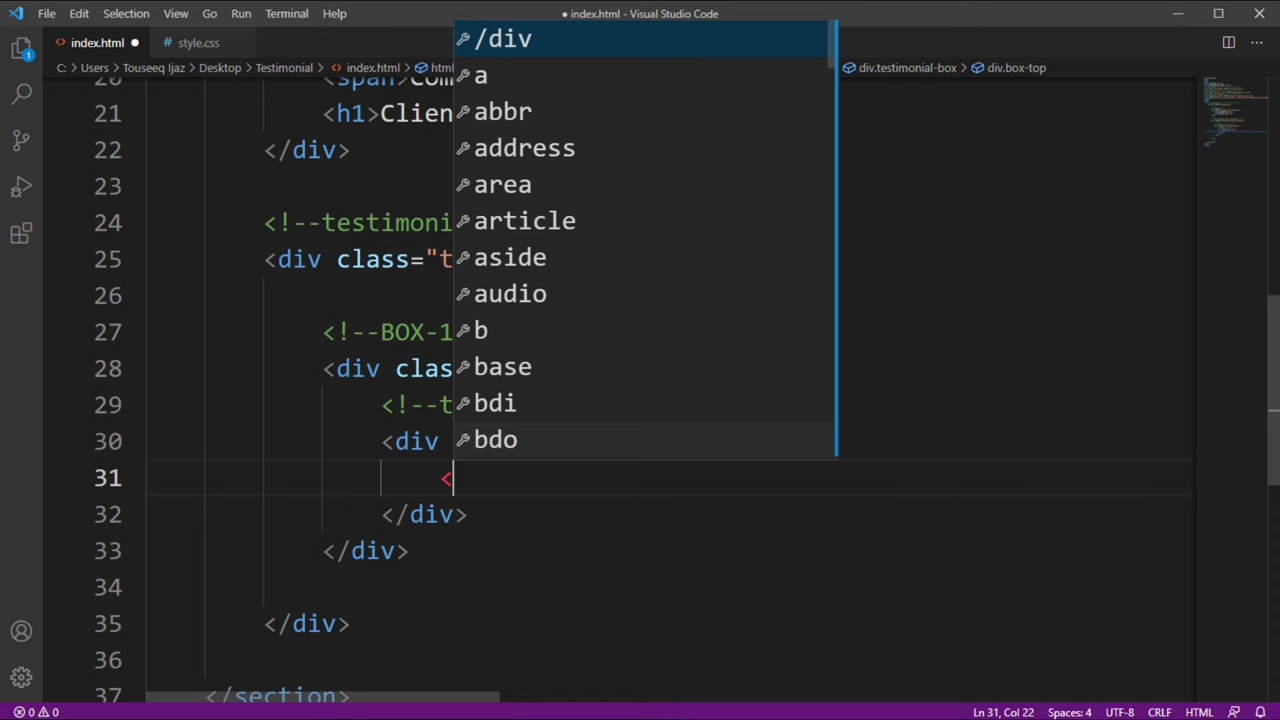 File Edit Selection View Go Run Terminal Help ● index.html - Visual Studio Code
index.html ● # style.css
C: > Users > Touseeq Ijaz > Desktop > Testimonial > <> index.html > html div.testimonial-box > div.box-top
20 <span>Com
21 <h1>Clien
22 </div>
23
24 <!--testimoni
25 <div class="t
26
27 <!--BOX-1
28 <div clas
29 <!--t
30 <div
31 <
32 </div>
33 </div>
34
35 </div>
36
37 </section>
/div
a
abbr
address
area
article
aside
audio
b
base
bdi
bdo
1
0 0 Ln 31, Col 22 Spaces: 4 UTF-8 CRLF HTML